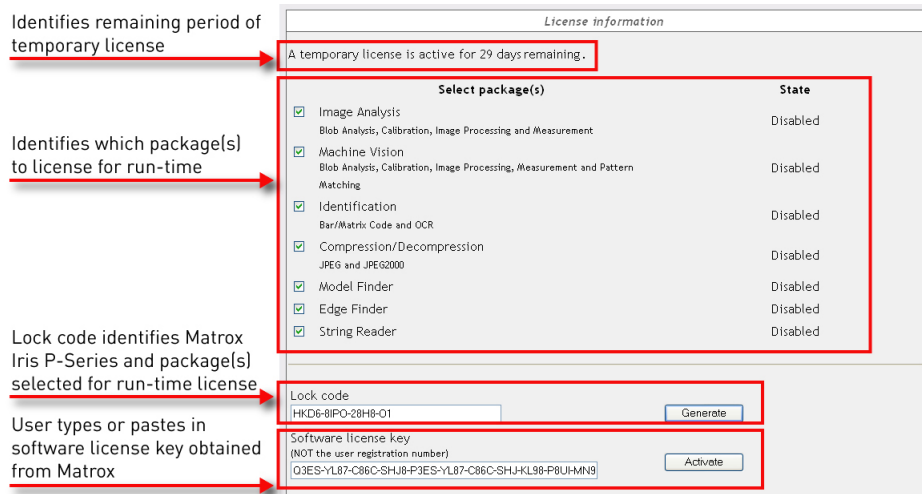 Identifies remaining period of
temporary license
Identifies which package(s)
to license for run-time
Lock code identifies Matrox
Iris P-Series and package(s)
selected for run-time license
User types or pastes in
software license key obtained
from Matrox
License information
A temporary license is active for 29 days remaining.
Select package(s) State
Image Analysis Disabled
Blob Analysis, Calibration, Image Processing and Measurement
Machine Vision Disabled
Blob Analysis, Calibration, Image Processing, Measurement and Pattern
Matching
Identification Disabled
Bar/Matrix Code and OCR
Compression/Decompression Disabled
JPEG and JPEG2000
Model Finder Disabled
Edge Finder Disabled
String Reader Disabled
Lock code
HKD6-8IPO-28H8-O1 Generate
Software license key
(NOT the user registration number)
Q3ES-YL87-C86C-SHJ8-P3ES-YL87-C86C-SHJ-KL98-P8UI-MN9 Activate